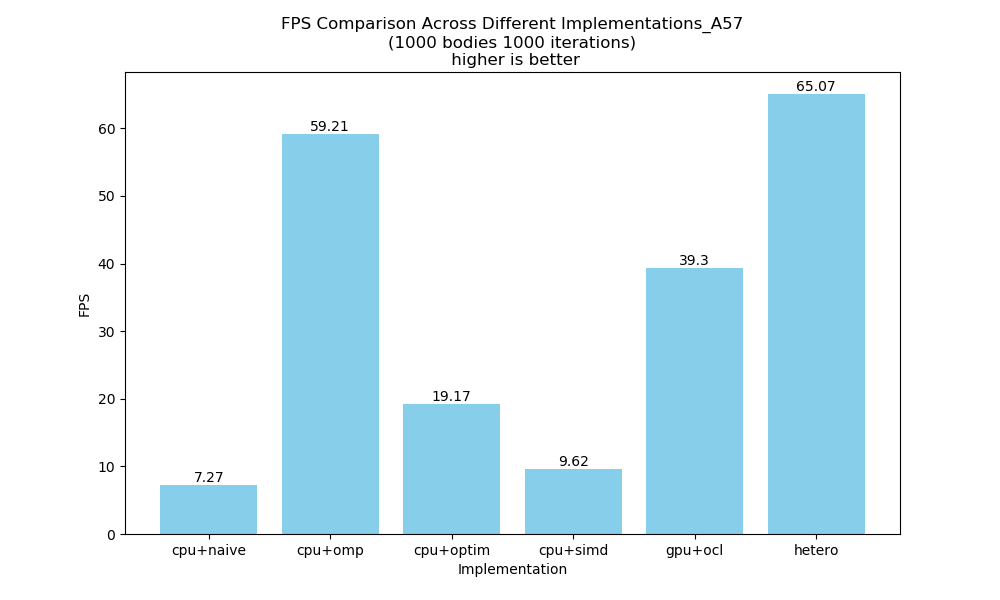 FPS Comparison Across Different Implementations_A57
(1000 bodies 1000 iterations)
higher is better
65.07
59.21
39.3
19.17
9.62
7.27
60
50
40
30
20
10
0
FPS
cpu+naive cpu+omp cpu+optim cpu+simd gpu+ocl hetero
Implementation